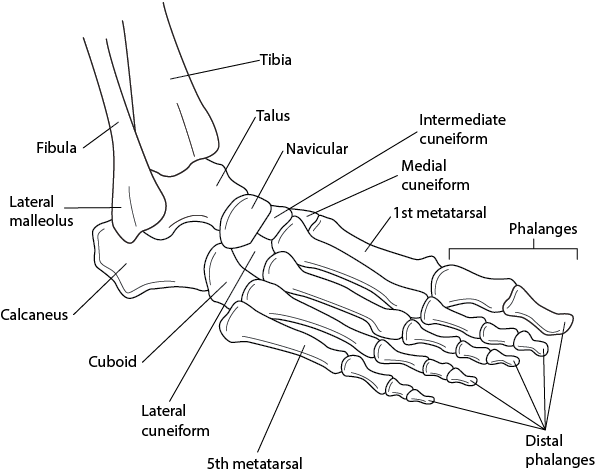 Tibia
Talus
Intermediate
cuneiform
Fibula
Navicular
Medial
cuneiform
Lateral
malleolus
1st metatarsal
Phalanges
Calcaneus
Cuboid
Lateral
cuneiform
5th metatarsal
Distal
phalanges